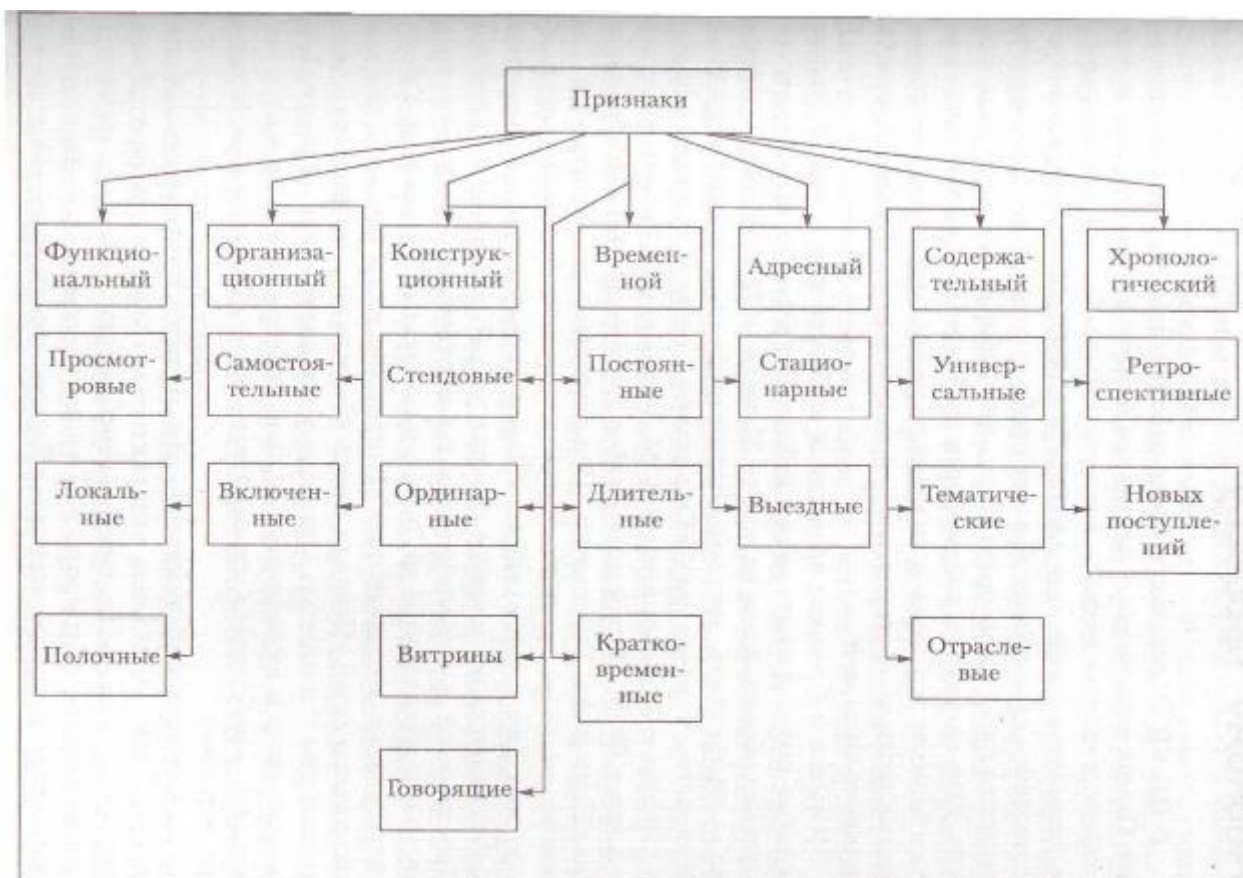 Признаки
Функцио-
нальный
Организа-
ционный
Конструк-
ционный
Времен-
ной
Адресный
Содержа-
тельный
Хроноло-
гический
Просмот-
ровые
Самостоя-
тельные
Стендовые
Постоян-
ные
Стацио-
нарные
Универ-
сальные
Ретро-
спективные
Локаль-
ные
Включен-
ные
Ординар-
ные
Длитель-
ные
Выездные
Тематиче-
ские
Новых
поступле-
ний
Полочные
Витрины
Кратко-
времен-
ные
Отрасле-
вые
Говорящие